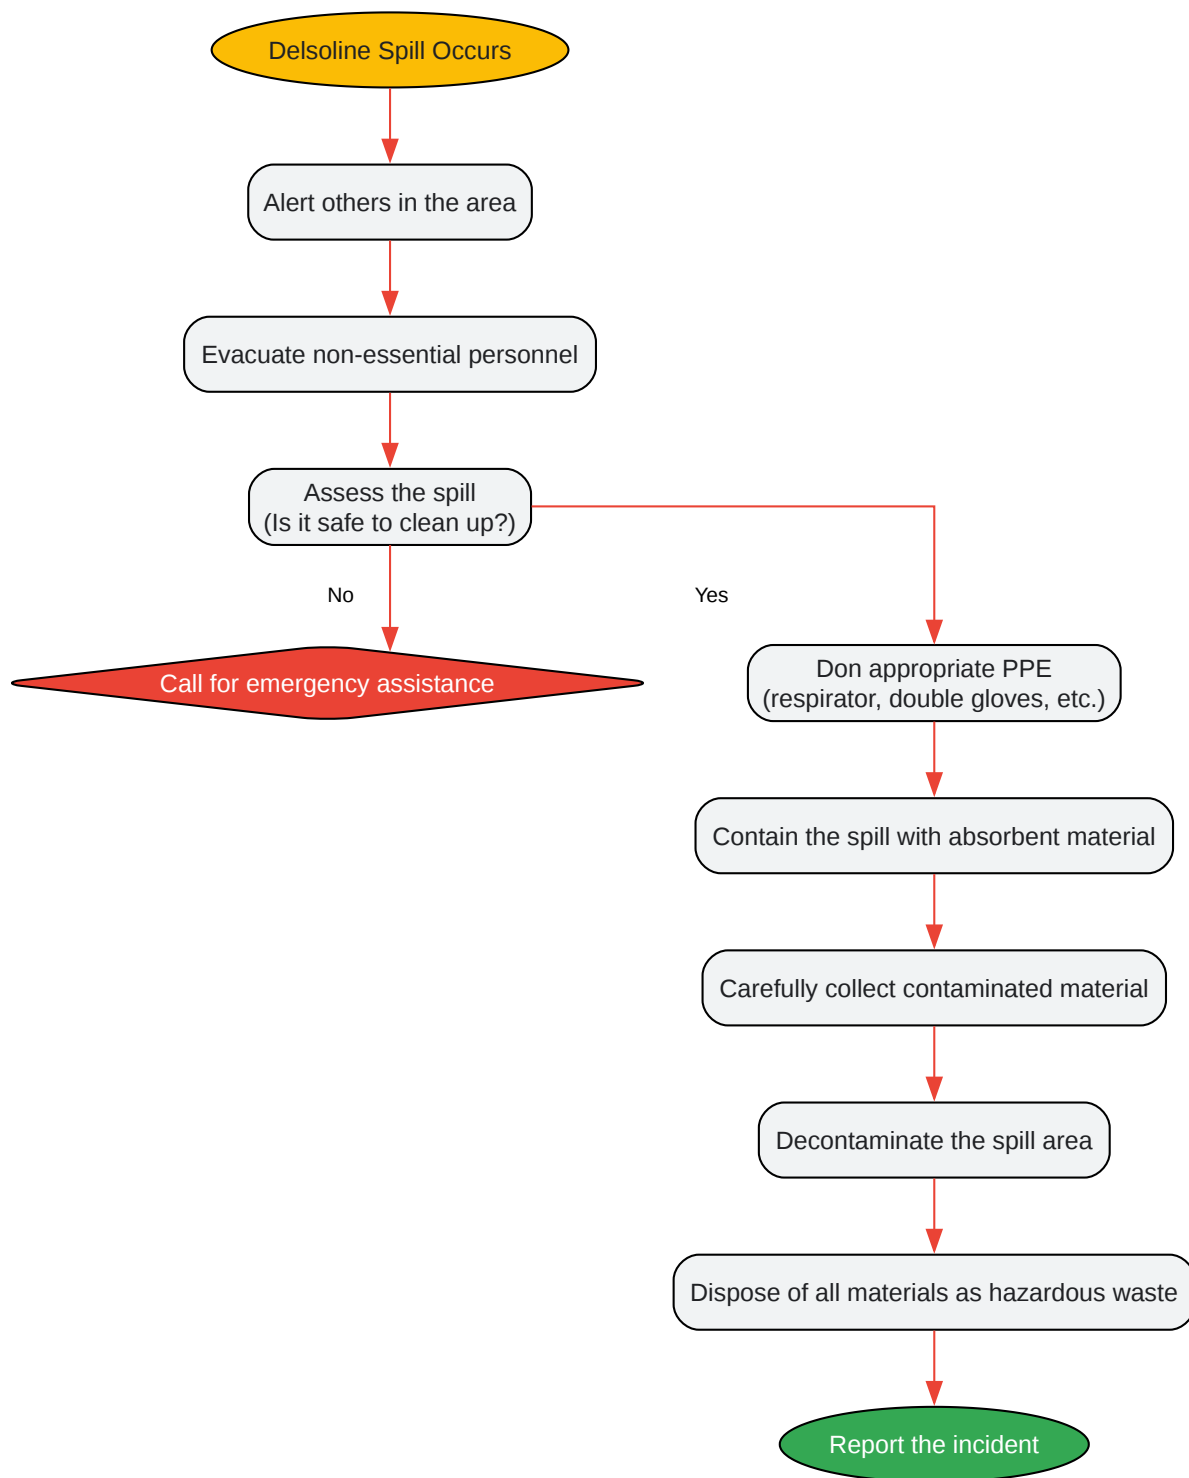 Delsoline Spill Occurs
Alert others in the area
Evacuate non-essential personnel
Assess the spill
(Is it safe to clean up?)
No
Yes
Call for emergency assistance
Don appropriate PPE
(respirator, double gloves, etc.)
Contain the spill with absorbent material
Carefully collect contaminated material
Decontaminate the spill area
Dispose of all materials as hazardous waste
Report the incident